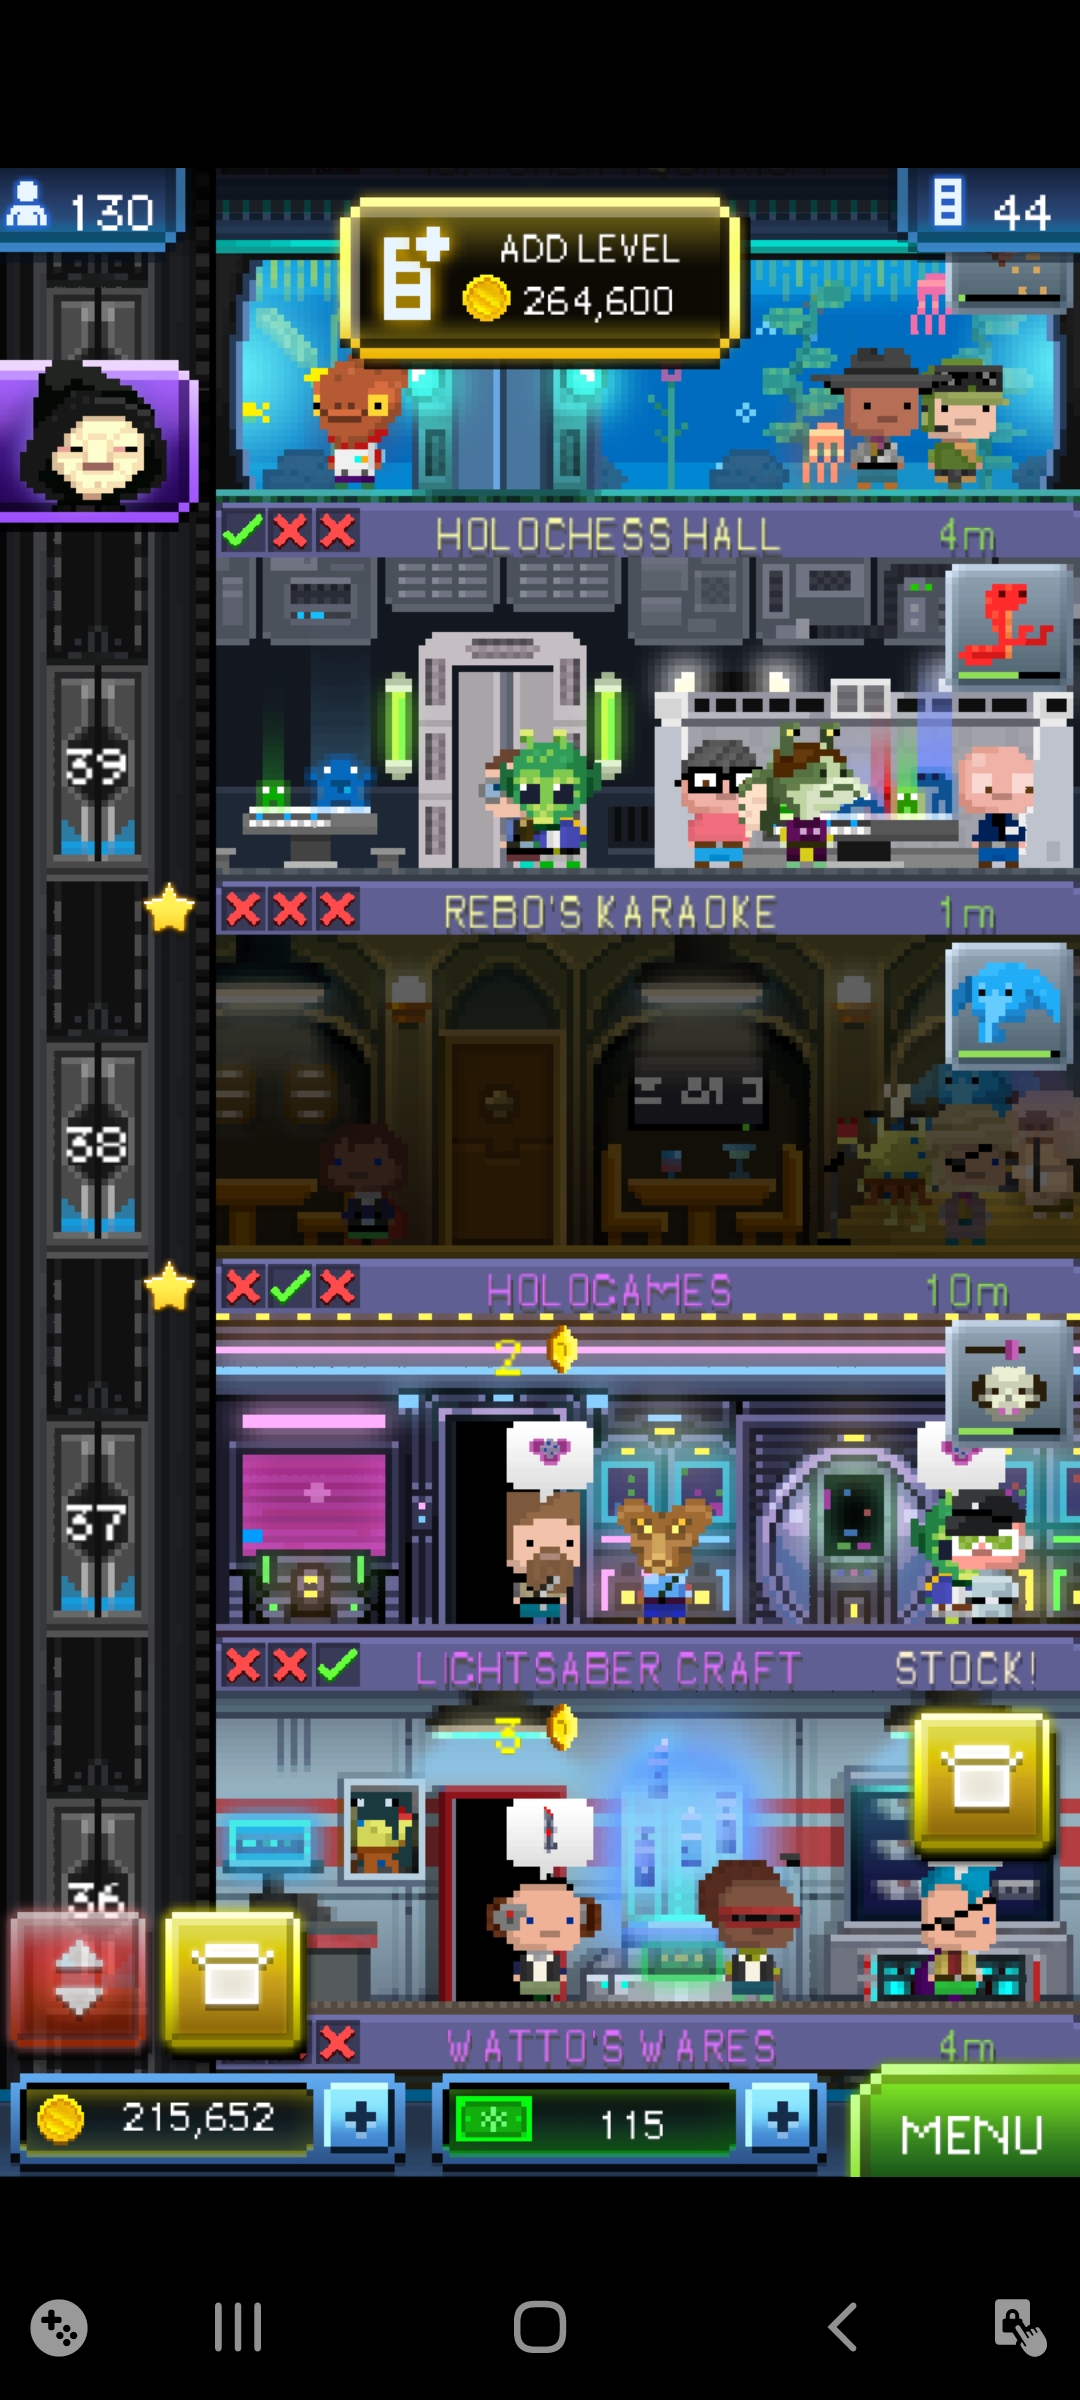 130
44
ADD LEVEL
264,600
HOLOCHESS HALL 4m
39
REBO'S KARAOKE 1m
38
HOLOGAMES 10m
2
37
LIGHTSABER CRAFT STOCK!
3
36
WATTO'S WARES 4m
215,652
115
MENU